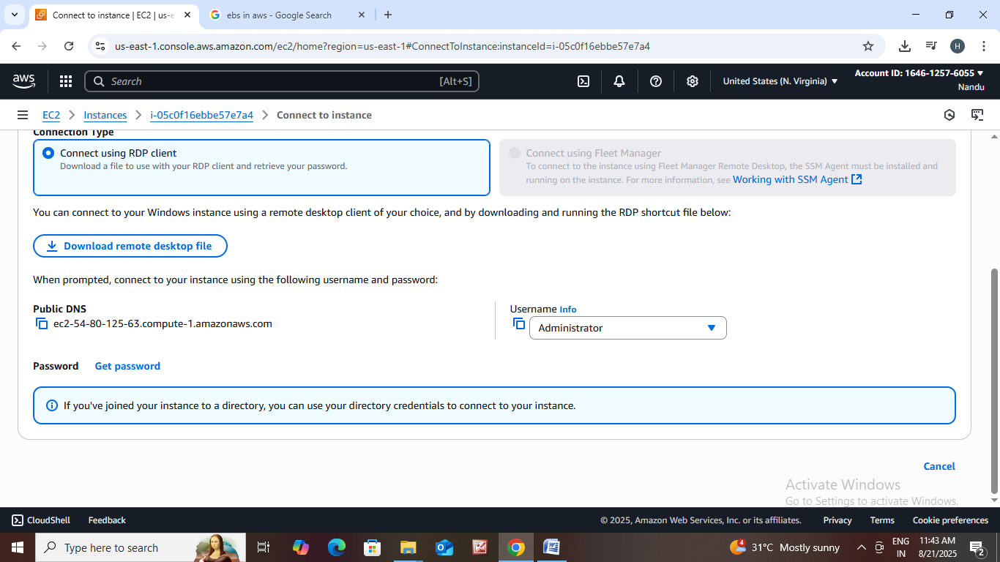 Connect to instance | EC2 | us-e
ebs in aws - Google Search
us-east-1.console.aws.amazon.com/ec2/home?region=us-east-1#ConnectToInstance:instanceId=i-05c0f16ebbe57e7a4
H
aws
Search
[Alt+S]
United States (N. Virginia)
Account ID: 1646-1257-6055
Nandu
EC2
Instances
i-05c0f16ebbe57e7a4
Connect to instance
Connection Type
Connect using RDP client
Download a file to use with your RDP client and retrieve your password.
Connect using Fleet Manager
To connect to the instance using Fleet Manager Remote Desktop, the SSM Agent must be installed and
running on the instance. For more information, see Working with SSM Agent
You can connect to your Windows instance using a remote desktop client of your choice, and by downloading and running the RDP shortcut file below:
Download remote desktop file
When prompted, connect to your instance using the following username and password:
Public DNS
ec2-54-80-125-63.compute-1.amazonaws.com
Username Info
Administrator
Password Get password
If you've joined your instance to a directory, you can use your directory credentials to connect to your instance.
Cancel
Activate Windows
Go to Settings to activate Windows.
CloudShell Feedback
© 2025, Amazon Web Services, Inc. or its affiliates. Privacy Terms Cookie preferences
Type here to search
4
31°C Mostly sunny
ENG
IN
11:43 AM
8/21/2025
2